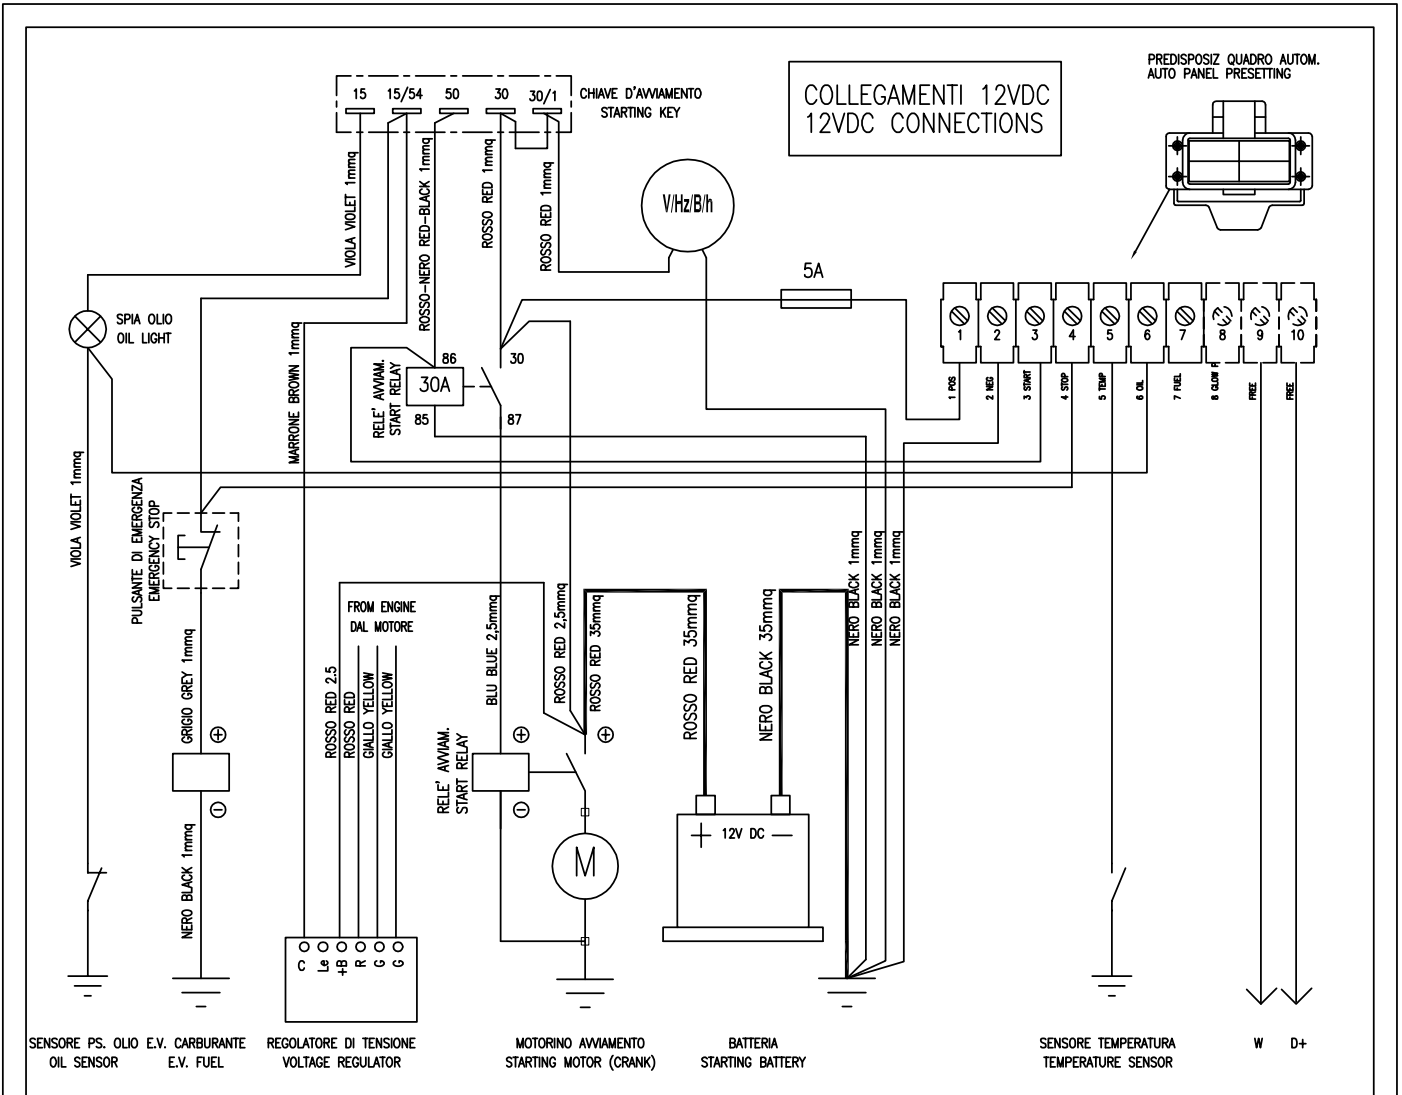 COLLEGAMENTI 12VDC
12VDC CONNECTIONS
PREDISPOSIZ QUADRO AUTOM.
AUTO PANEL PRESETTING
15
15/54
50
30
30/1
CHIAVE D'AVVIAMENTO
STARTING KEY
VIOLA VIOLET 1mmq
ROSSO-NERO RED-BLACK 1mmq
ROSSO RED 1mmq
ROSSO RED 1mmq
V/Hz/B/h
5A
SPIA OLIO
OIL LIGHT
MARRONE BROWN 1mmq
RELE' AVVIAM.
START RELAY
86
30A
85
30
87
1
2
3
4
5
6
7
8
9
10
1 POS
2 NEG
3 START
4 STOP
5 TEMP
6 OIL
7 FUEL
8 GLOW P
FREE
FREE
VIOLA VIOLET 1mmq
PULSANTE DI EMERGENZA
EMERGENCY STOP
FROM ENGINE
DAL MOTORE
GRIGIO GREY 1mmq
NERO BLACK 1mmq
ROSSO RED 2.5
ROSSO RED
GIALLO YELLOW
GIALLO YELLOW
BLU BLUE 2,5mmq
ROSSO RED 2,5mmq
ROSSO RED 35mmq
ROSSO RED 35mmq
NERO BLACK 35mmq
NERO BLACK 1mmq
NERO BLACK 1mmq
NERO BLACK 1mmq
RELE' AVVIAM.
START RELAY
+
−
+
−
+
M
+ 12V DC −
C
Le
+B
R
G
G
SENSORE PS. OLIO
OIL SENSOR
E.V. CARBURANTE
E.V. FUEL
REGOLATORE DI TENSIONE
VOLTAGE REGULATOR
MOTORINO AVVIAMENTO
STARTING MOTOR (CRANK)
BATTERIA
STARTING BATTERY
SENSORE TEMPERATURA
TEMPERATURE SENSOR
W
D+